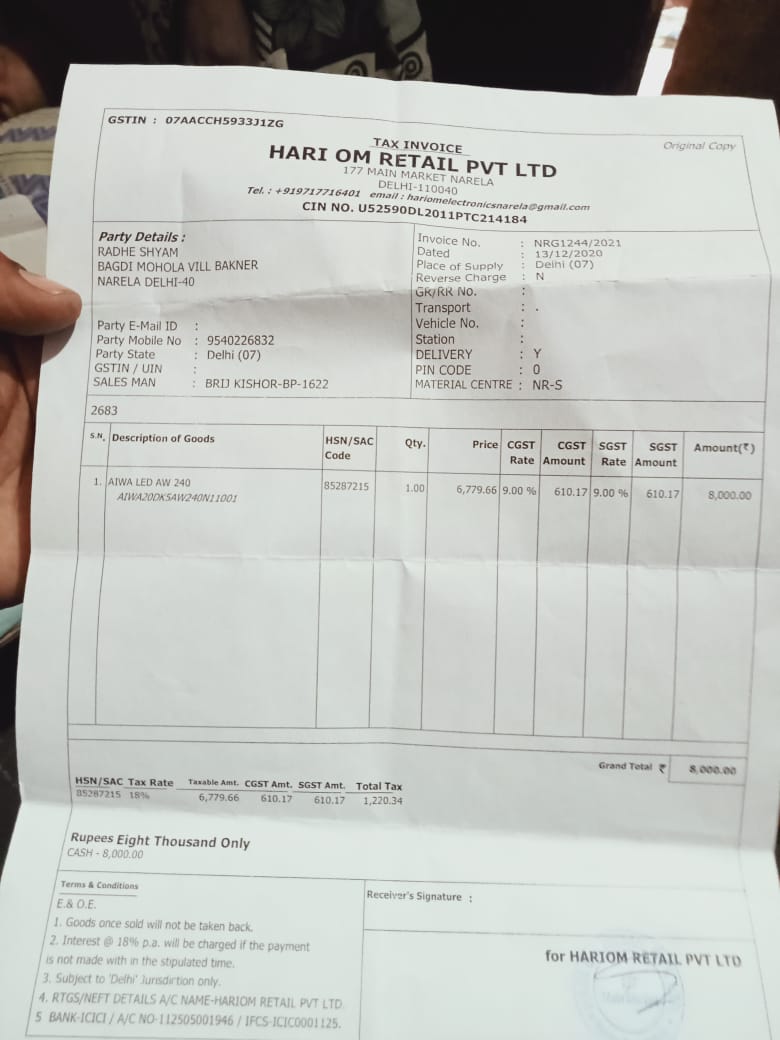 GSTIN : 07AACCH5933J1ZG
Original Copy
TAX INVOICE
HARI OM RETAIL PVT LTD
177 MAIN MARKET NARELA
DELHI-110040
Tel. : +919717716401 email : hariomelectronicsnarela@gmail.com
CIN NO. U52590DL2011PTC214184
Party Details :
RADHE SHYAM
BAGDI MOHOLA VILL BAKNER
NARELA DELHI-40
Party E-Mail ID :
Party Mobile No : 9540226832
Party State : Delhi (07)
GSTIN / UIN :
SALES MAN : BRIJ KISHOR-BP-1622
Invoice No. : NRG1244/2021
Dated : 13/12/2020
Place of Supply : Delhi (07)
Reverse Charge : N
GR/RR No. :
Transport : .
Vehicle No. :
Station :
DELIVERY : Y
PIN CODE : 0
MATERIAL CENTRE : NR-S
2683
S.N. Description of Goods HSN/SAC Code Qty. Price CGST Rate CGST Amount SGST Rate SGST Amount Amount(₹)
1. AIWA LED AW 240 85287215 1.00 6,779.66 9.00 % 610.17 9.00 % 610.17 8,000.00
AIWA20DKSAW240N11001
Grand Total ₹ 8,000.00
HSN/SAC Tax Rate Taxable Amt. CGST Amt. SGST Amt. Total Tax
85287215 18% 6,779.66 610.17 610.17 1,220.34
Rupees Eight Thousand Only
CASH - 8,000.00
Terms & Conditions
E.& O.E.
1. Goods once sold will not be taken back.
2. Interest @ 18% p.a. will be charged if the payment
is not made with in the stipulated time.
3. Subject to 'Delhi' Jurisdirtion only.
4. RTGS/NEFT DETAILS A/C NAME-HARIOM RETAIL PVT LTD.
5 BANK-ICICI / A/C NO-112505001946 / IFCS-ICIC0001125.
Receiver's Signature :
for HARIOM RETAIL PVT LTD